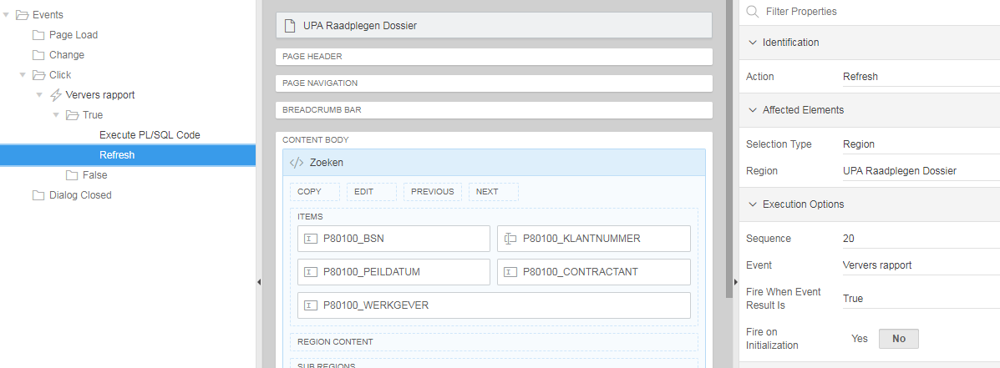 Events
Page Load
Change
Click
Ververs rapport
True
Execute PL/SQL Code
Refresh
False
Dialog Closed
UPA Raadplegen Dossier
PAGE HEADER
PAGE NAVIGATION
BREADCRUMB BAR
CONTENT BODY
Zoeken
COPY EDIT PREVIOUS NEXT
ITEMS
P80100_BSN P80100_KLANTNUMMER
P80100_PEILDATUM P80100_CONTRACTANT
P80100_WERKGEVER
REGION CONTENT
SUB REGIONS
Filter Properties
Identification
Action Refresh
Affected Elements
Selection Type Region
Region UPA Raadplegen Dossier
Execution Options
Sequence 20
Event Ververs rapport
Fire When Event
Result Is True
Fire on
Initialization Yes No